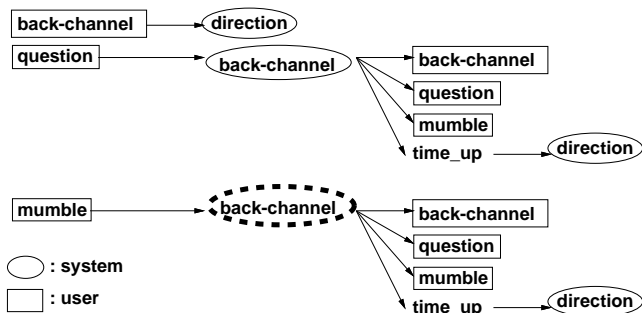 back-channel direction
question back-channel back-channel
question
mumble
time_up direction
mumble back-channel back-channel
question
: system mumble
: user time_up direction